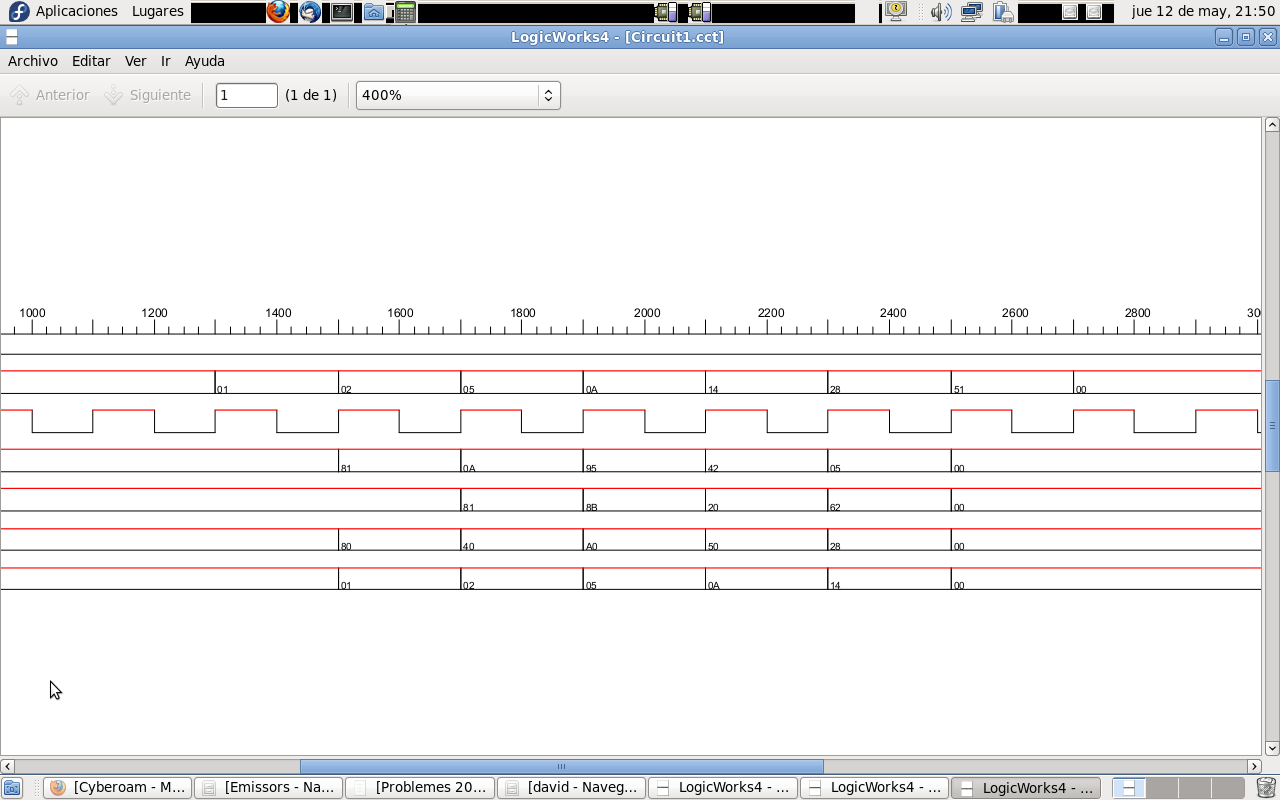 Aplicaciones Lugares jue 12 de may, 21:50
LogicWorks4 - [Circuit1.cct]
Archivo Editar Ver Ir Ayuda
Anterior Siguiente 1 (1 de 1) 400%
1000 1200 1400 1600 1800 2000 2200 2400 2600 2800 30
01 02 05 0A 14 28 51 00
81 0A 95 42 05 00
81 8B 20 62 00
80 40 A0 50 28 00
01 02 05 0A 14 00
[Cyberoam - M... [Emissors - Na... [Problemes 20... [david - Naveg... LogicWorks4 - ... LogicWorks4 - ... LogicWorks4 - ...